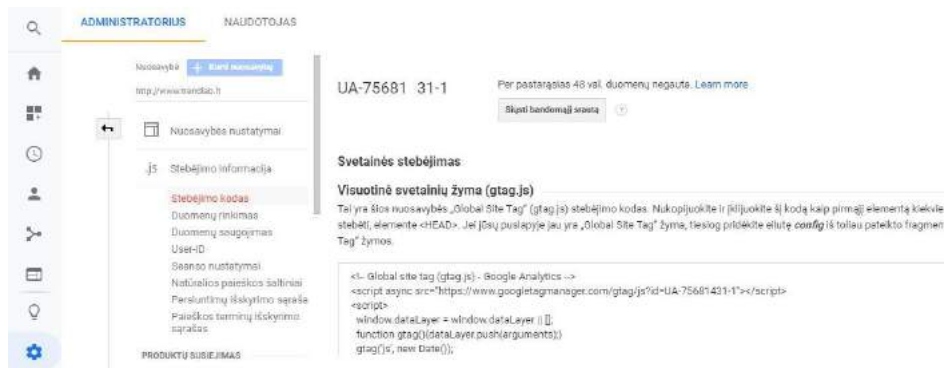 ADMINISTRATORIUS NAUDOTOJAS
Nuosavybė
Nuosavybės nustatymai
.js Stebėjimo informacija
Stebėjimo kodas
Duomenų rinkimas
Duomenų saugojimas
User-ID
Seanso nustatymai
Natūralios paieškos šaltiniai
Persiuntimų išskyrimo sąraša
Paieškos terminų išskyrimo
sąrašas
PRODUKTŲ SUSIEJIMAS
UA-75681 31-1
Per pastarąsias 48 val. duomenų negauta. Learn more
Siųsti bandomąjį srautą ?
Svetainės stebėjimas
Visuotinė svetainių žyma (gtag.js)
Tai yra šios nuosavybės „Global Site Tag“ (gtag.js) stebėjimo kodas. Nukopijuokite ir įklijuokite šį kodą kaip pirmąjį elementą kiekvie
stebėti, elemente <HEAD>. Jei jūsų puslapyje jau yra „Global Site Tag“ žyma, tiesiog pridėkite eilutę config iš toliau pateikto fragmen
Tag“ žymos.
<!-- Global site tag (gtag.js) - Google Analytics -->
<script async src="https://www.googletagmanager.com/gtag/js?id=UA-75681431-1"></script>
<script>
window.dataLayer = window.dataLayer || [];
function gtag(){dataLayer.push(arguments);}
gtag('js', new Date());